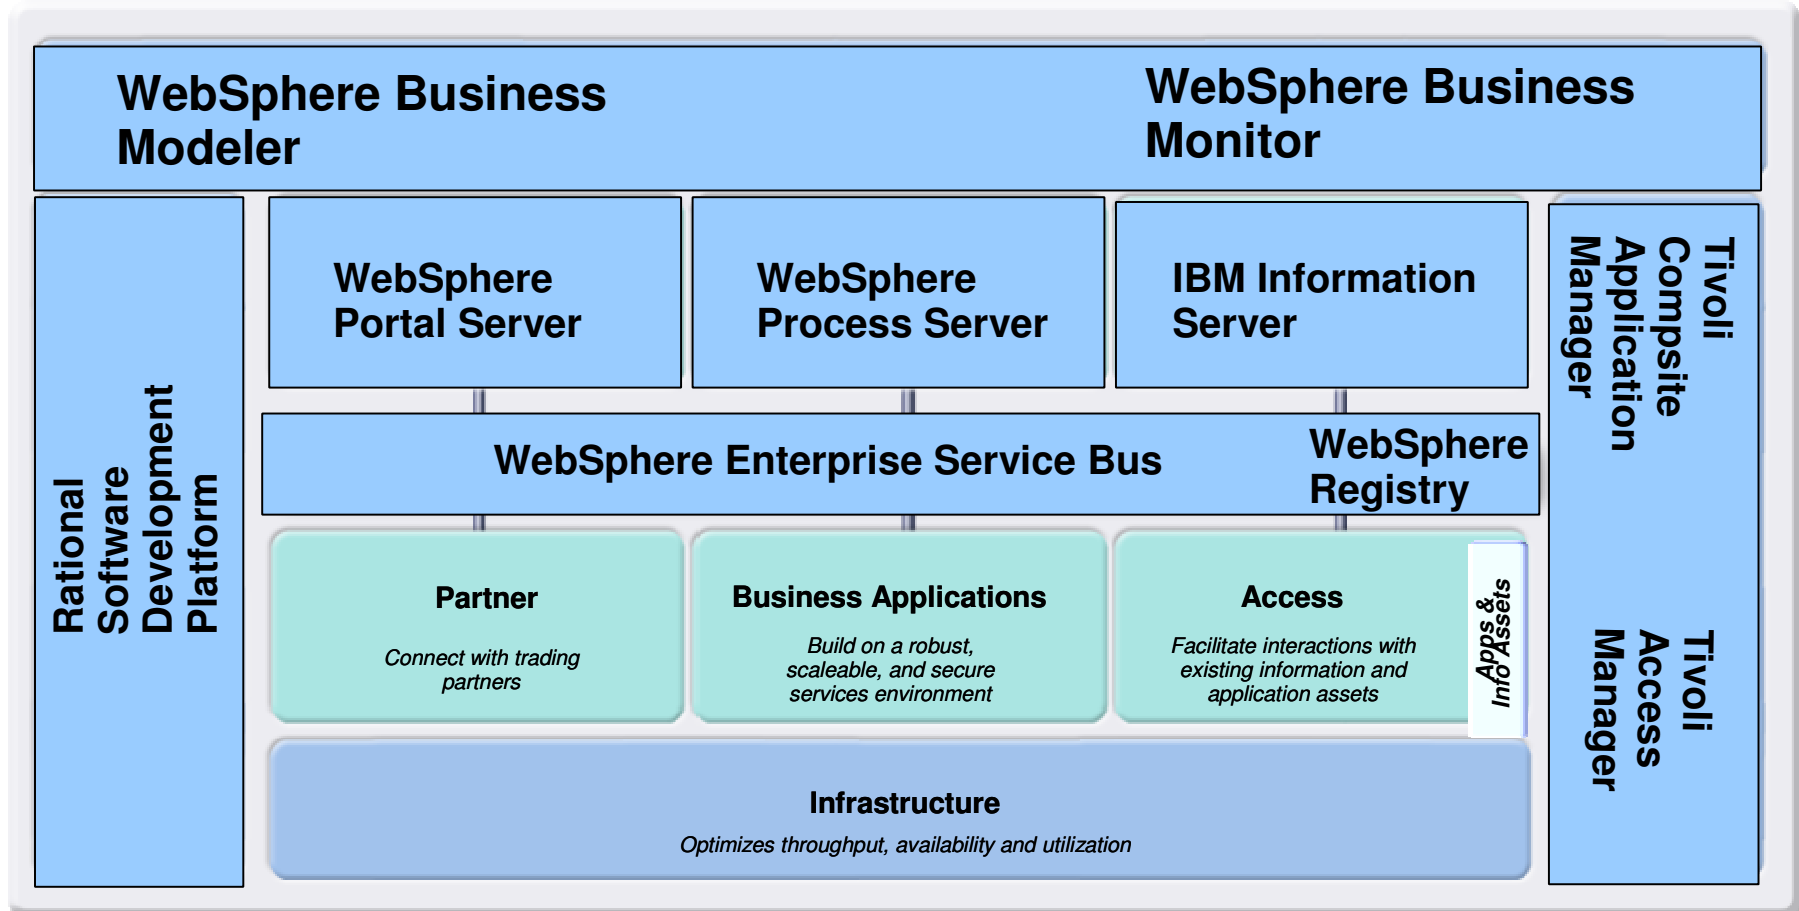 WebSphere Business
Modeler
WebSphere Business
Monitor
Rational
Software
Development
Platform
WebSphere
Portal Server
WebSphere
Process Server
IBM Information
Server
Tivoli
Compsite
Application
Manager
WebSphere Enterprise Service Bus
WebSphere
Registry
Partner
Connect with trading
partners
Business Applications
Build on a robust,
scaleable, and secure
services environment
Access
Facilitate interactions with
existing information and
application assets
Apps &
Info Assets
Tivoli
Access
Manager
Infrastructure
Optimizes throughput, availability and utilization